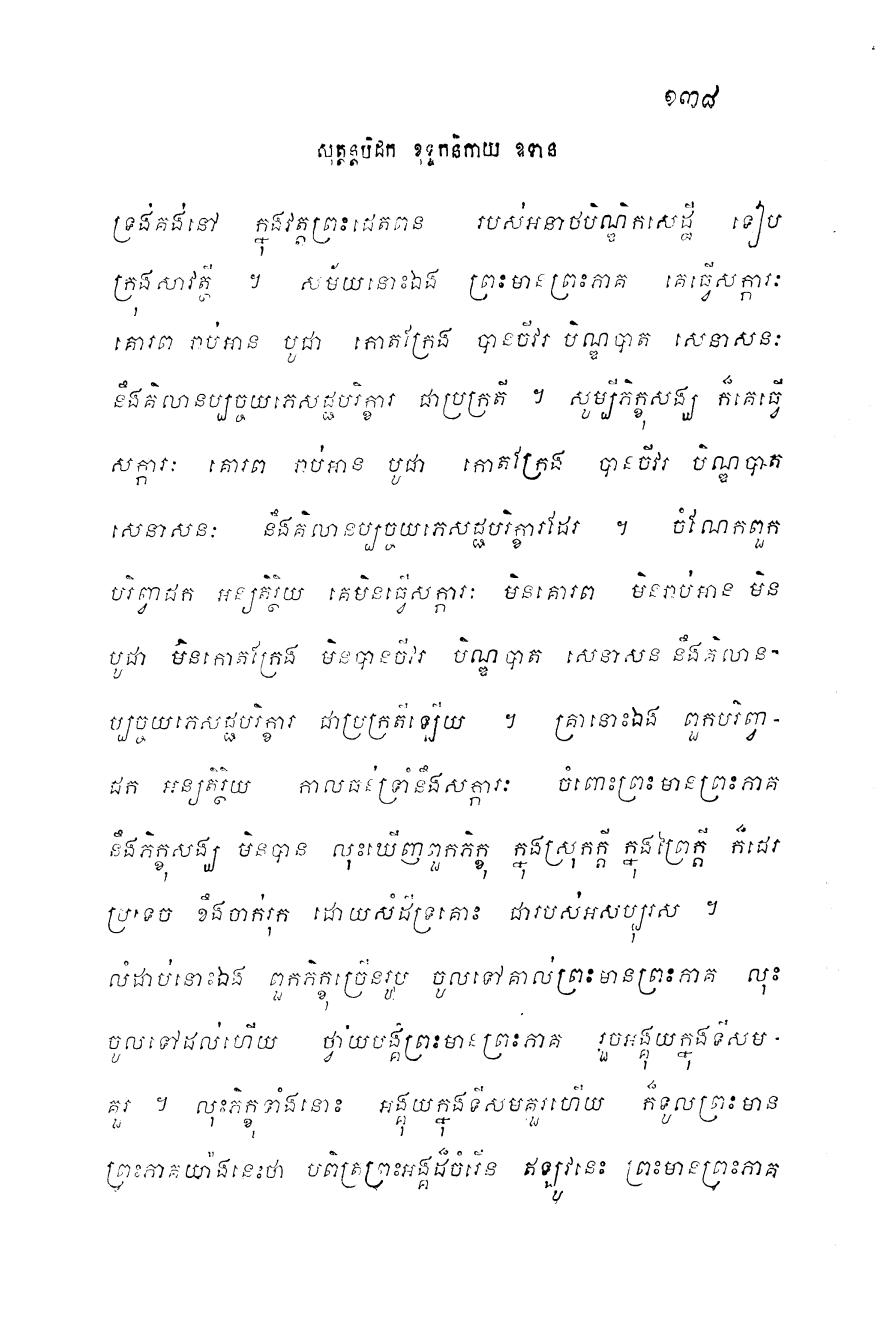 ១៣៨
សុត្តន្តបិដក ខុទ្ទកនិកាយ ឧទាន
ទ្រង់គង់នៅ ក្នុងវត្តព្រះជេតពន របស់អនាថបិណ្ឌិកសេដ្ឋី ទៀប
ក្រុងសាវត្ថី ។ សម័យនោះឯង ព្រះមានព្រះភាគ គេធ្វើសក្ការៈ
គោរព រាប់អាន បូជា កោតក្រែង បានចីវរ បិណ្ឌបាត សេនាសនៈ
នឹងគិលានប្បច្ចយភេសជ្ជបរិក្ខារ ជាប្រក្រតី ។ សូម្បីភិក្ខុសង្ឃ ក៏គេធ្វើ
សក្ការៈ គោរព រាប់អាន បូជា កោតក្រែង បានចីវរ បិណ្ឌបាត
សេនាសនៈ នឹងគិលានប្បច្ចយភេសជ្ជបរិក្ខារដែរ ។ ចំណែកពួក
បរិព្វាជក អន្យតិរ្ថិយ គេមិនធ្វើសក្ការៈ មិនគោរព មិនរាប់អាន មិន
បូជា មិនកោតក្រែង មិនបានចីវរ បិណ្ឌបាត សេនាសន នឹងគិលាន-
ប្បច្ចយភេសជ្ជបរិក្ខារ ជាប្រក្រតីឡើយ ។ គ្រានោះឯង ពួកបរិព្វា-
ជក អន្យតិរ្ថិយ កាលធន់ទ្រាំនឹងសក្ការៈ ចំពោះព្រះមានព្រះភាគ
នឹងភិក្ខុសង្ឃ មិនបាន លុះឃើញពួកភិក្ខុ ក្នុងស្រុកក្តី ក្នុងព្រៃក្តី ក៏ជេរ
ប្រទេច ខឹងចាក់រុក ដោយសំដីទ្រគោះ ជារបស់អសប្បុរស ។
លំដាប់នោះឯង ពួកភិក្ខុច្រើនរូប ចូលទៅគាល់ព្រះមានព្រះភាគ លុះ
ចូលទៅដល់ហើយ ថ្វាយបង្គំព្រះមានព្រះភាគ រួចអង្គុយក្នុងទីសម-
គួរ ។ លុះភិក្ខុទាំងនោះ អង្គុយក្នុងទីសមគួរហើយ ក៏ទូលព្រះមាន
ព្រះភាគយ៉ាងនេះថា បពិត្រព្រះអង្គដ៏ចំរើន ឥឡូវនេះ ព្រះមានព្រះភាគ